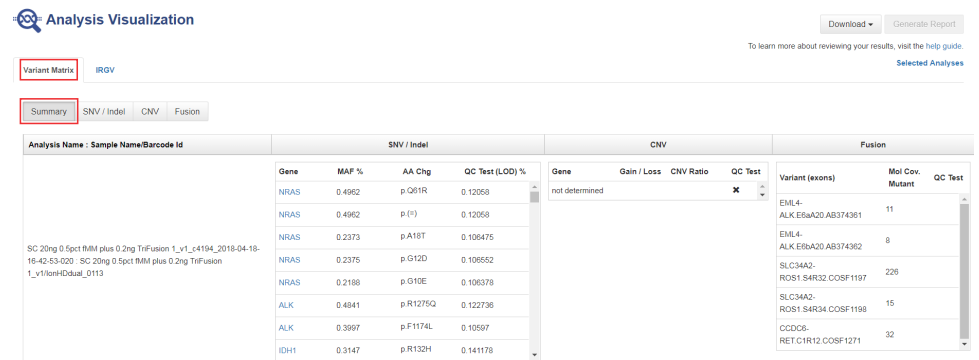 Analysis Visualization
Download
Generate Report
To learn more about reviewing your results, visit the help guide.
Selected Analyses
Variant Matrix
IRGV
Summary
SNV / Indel
CNV
Fusion
Analysis Name : Sample Name/Barcode Id
SNV / Indel
CNV
Fusion
SC 20ng 0.5pct fMM plus 0.2ng TriFusion 1_v1_c4194_2018-04-18-
16-42-53-020 : SC 20ng 0.5pct fMM plus 0.2ng TriFusion
1_v1/IonHDdual_0113
Gene MAF % AA Chg QC Test (LOD) %
NRAS 0.4962 p.Q61R 0.12058
NRAS 0.4962 p.(=) 0.12058
NRAS 0.2373 p.A18T 0.106475
NRAS 0.2375 p.G12D 0.106552
NRAS 0.2188 p.G10E 0.106378
ALK 0.4841 p.R1275Q 0.122736
ALK 0.3997 p.F1174L 0.10597
IDH1 0.3147 p.R132H 0.141178
Gene Gain / Loss CNV Ratio QC Test
not determined ✖
Variant (exons) Mol Cov. Mutant QC Test
EML4-
ALK.E6aA20.AB374361 11
EML4-
ALK.E6bA20.AB374362 8
SLC34A2-
ROS1.S4R32.COSF1197 226
SLC34A2-
ROS1.S4R34.COSF1198 15
CCDC6-
RET.C1R12.COSF1271 32